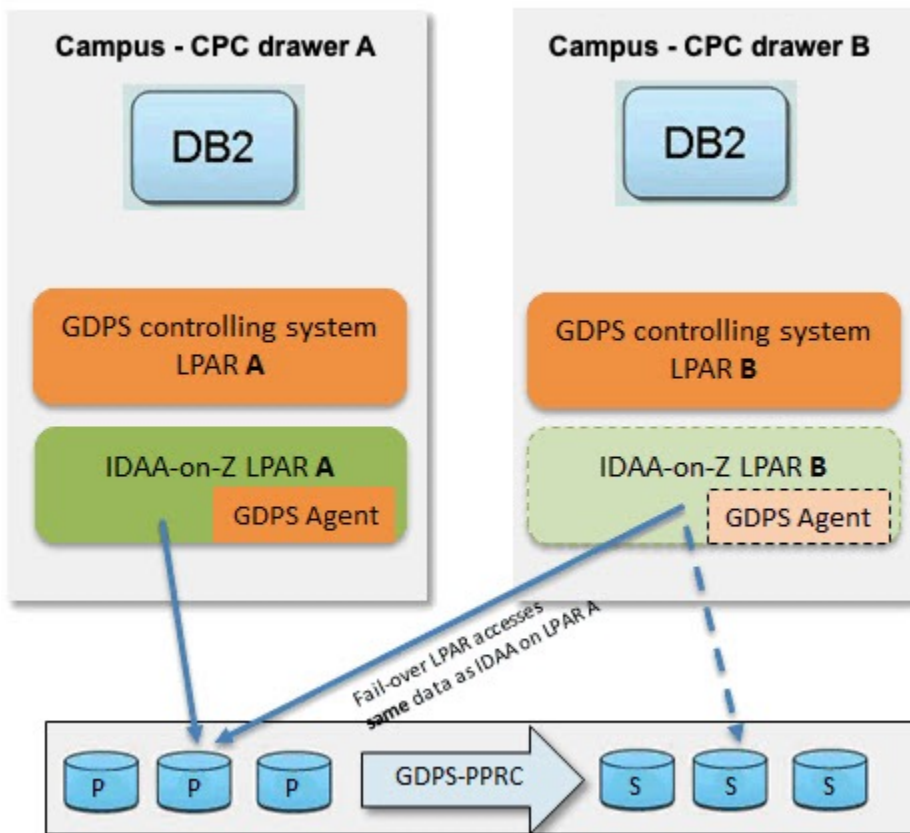 Campus - CPC drawer A
DB2
GDPS controlling system
LPAR A
IDAA-on-Z LPAR A
GDPS Agent
Campus - CPC drawer B
DB2
GDPS controlling system
LPAR B
IDAA-on-Z LPAR B
GDPS Agent
Fail-over LPAR accesses
same data as IDAA on LPAR A
P
P
P
GDPS-PPRC
S
S
S